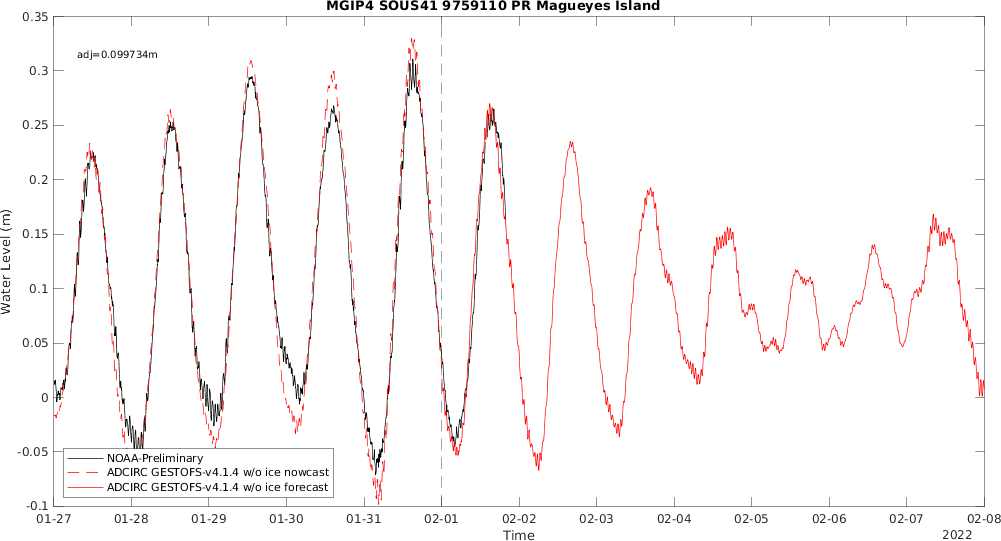 MGIP4 SOUS41 9759110 PR Magueyes Island
adj=0.099734m
Water Level (m)
0.35
0.3
0.25
0.2
0.15
0.1
0.05
0
-0.05
-0.1
NOAA-Preliminary
ADCIRC GESTOFS-v4.1.4 w/o ice nowcast
ADCIRC GESTOFS-v4.1.4 w/o ice forecast
01-27 01-28 01-29 01-30 01-31 02-01 02-02 02-03 02-04 02-05 02-06 02-07 02-08
Time
2022